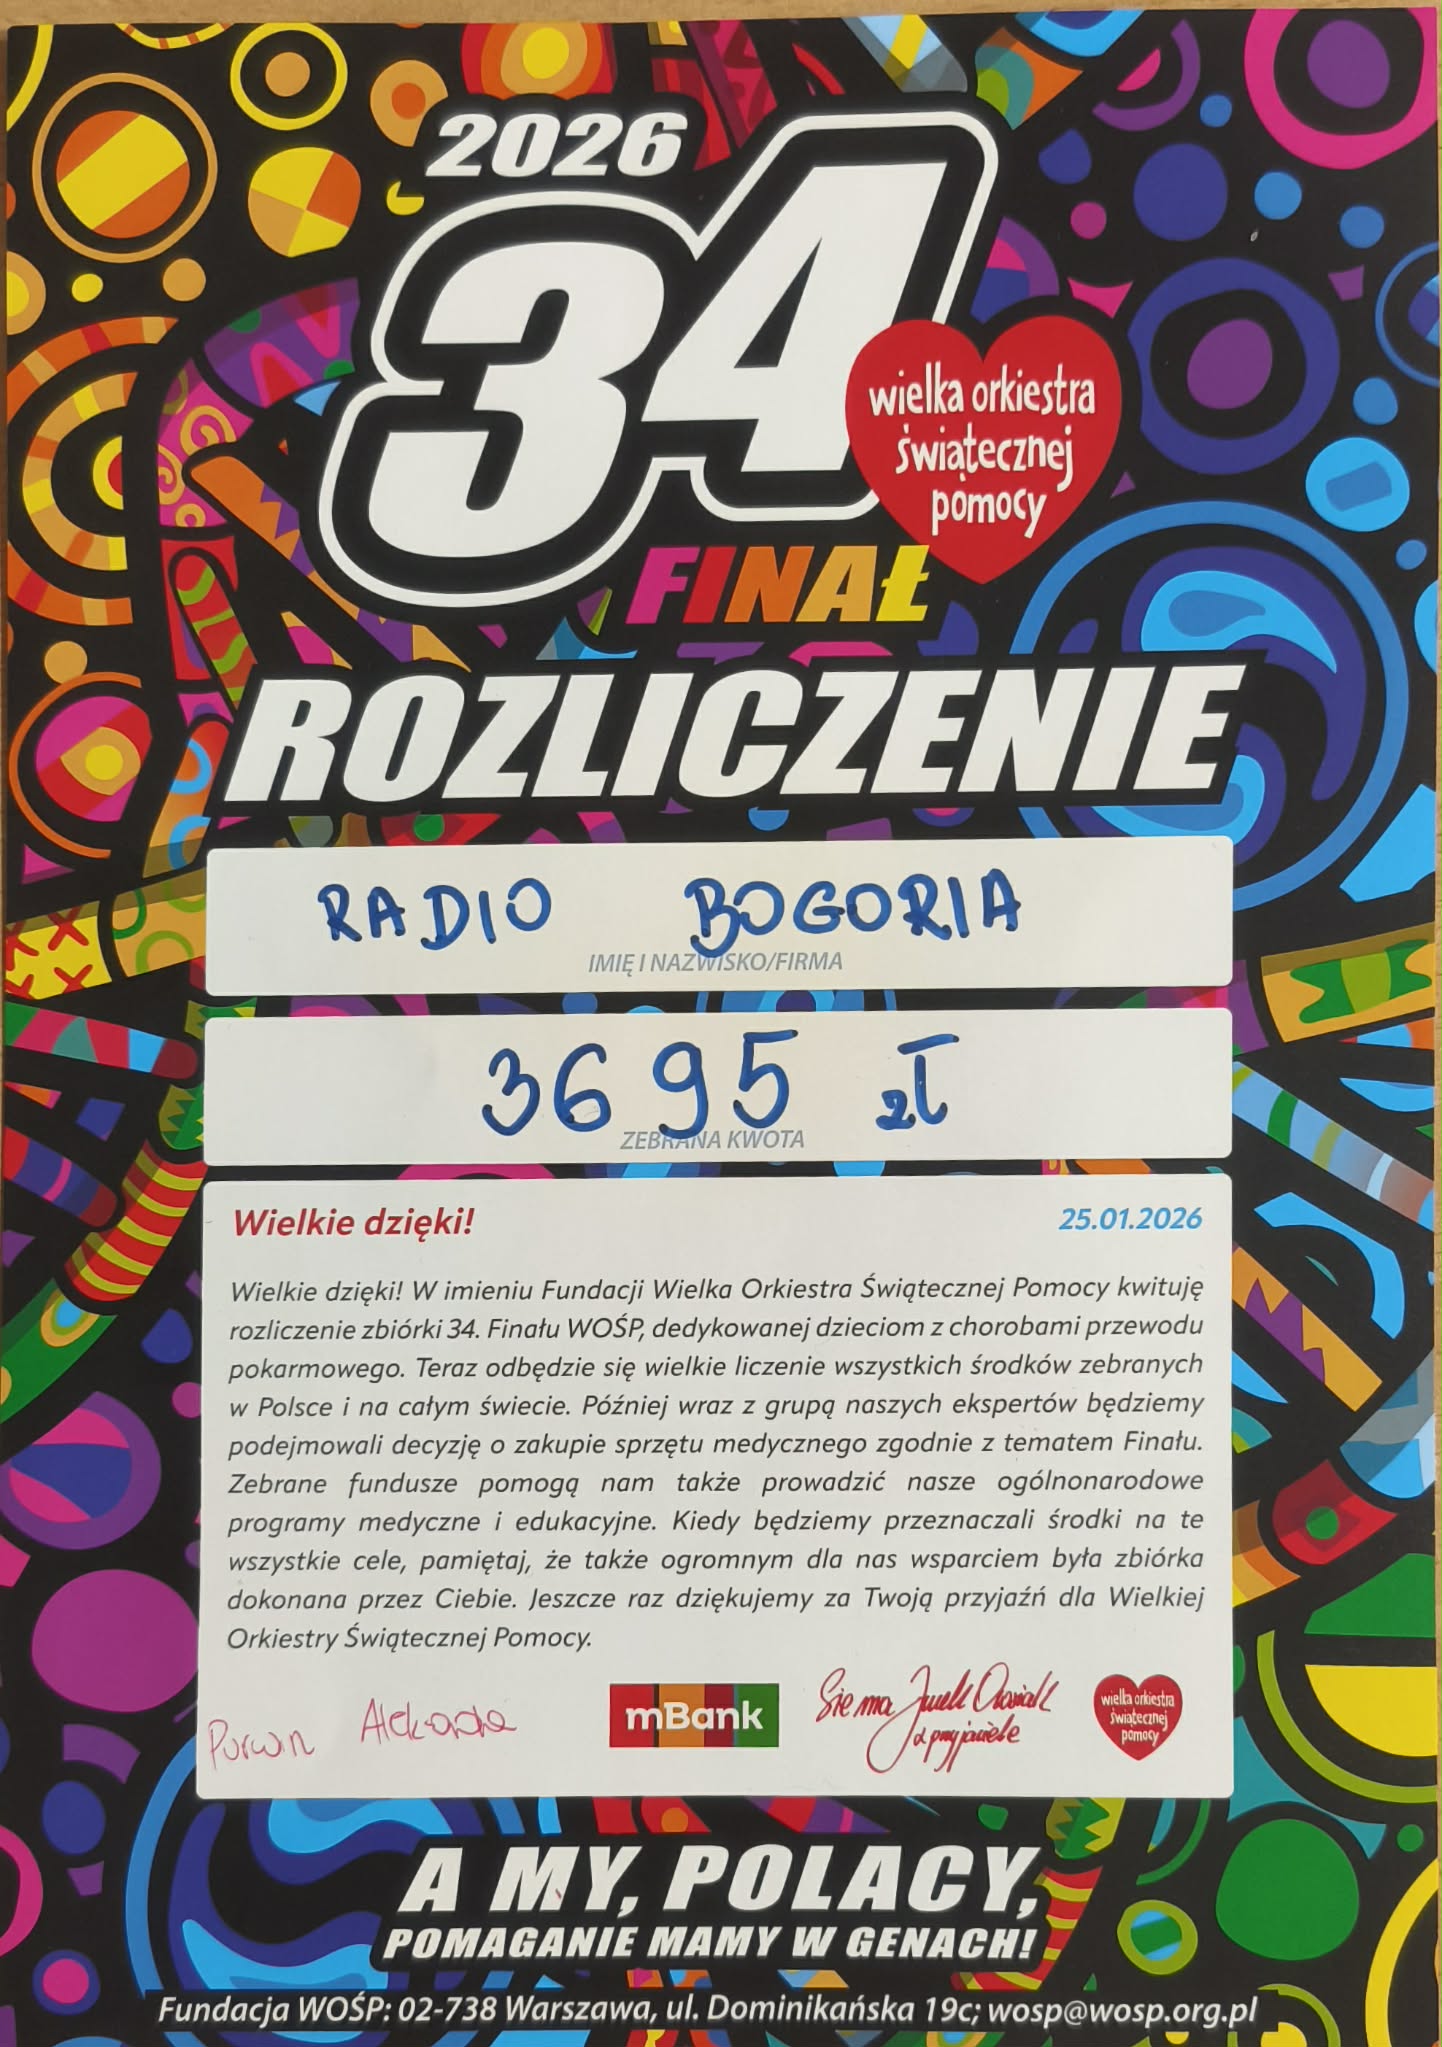 2026
34
wielka orkiestra
świątecznej
pomocy
FINAŁ
ROZLICZENIE
RADIO BOGORIA
IMIĘ I NAZWISKO/FIRMA
3695 zł
ZEBRANA KWOTA
Wielkie dzięki! 25.01.2026
Wielkie dzięki! W imieniu Fundacji Wielka Orkiestra Świątecznej Pomocy kwituję
rozliczenie zbiórki 34. Finału WOŚP, dedykowanej dzieciom z chorobami przewodu
pokarmowego. Teraz odbędzie się wielkie liczenie wszystkich środków zebranych
w Polsce i na całym świecie. Później wraz z grupą naszych ekspertów będziemy
podejmowali decyzję o zakupie sprzętu medycznego zgodnie z tematem Finału.
Zebrane fundusze pomogą nam także prowadzić nasze ogólnonarodowe
programy medyczne i edukacyjne. Kiedy będziemy przeznaczali środki na te
wszystkie cele, pamiętaj, że także ogromnym dla nas wsparciem była zbiórka
dokonana przez Ciebie. Jeszcze raz dziękujemy za Twoją przyjaźń dla Wielkiej
Orkiestry Świątecznej Pomocy.
mBank
Sie ma Jurek Owsiak
z przyjaciele
wielka orkiestra
świątecznej
pomocy
A MY, POLACY,
POMAGANIE MAMY W GENACH!
Fundacja WOŚP: 02-738 Warszawa, ul. Dominikańska 19c; wosp@wosp.org.pl